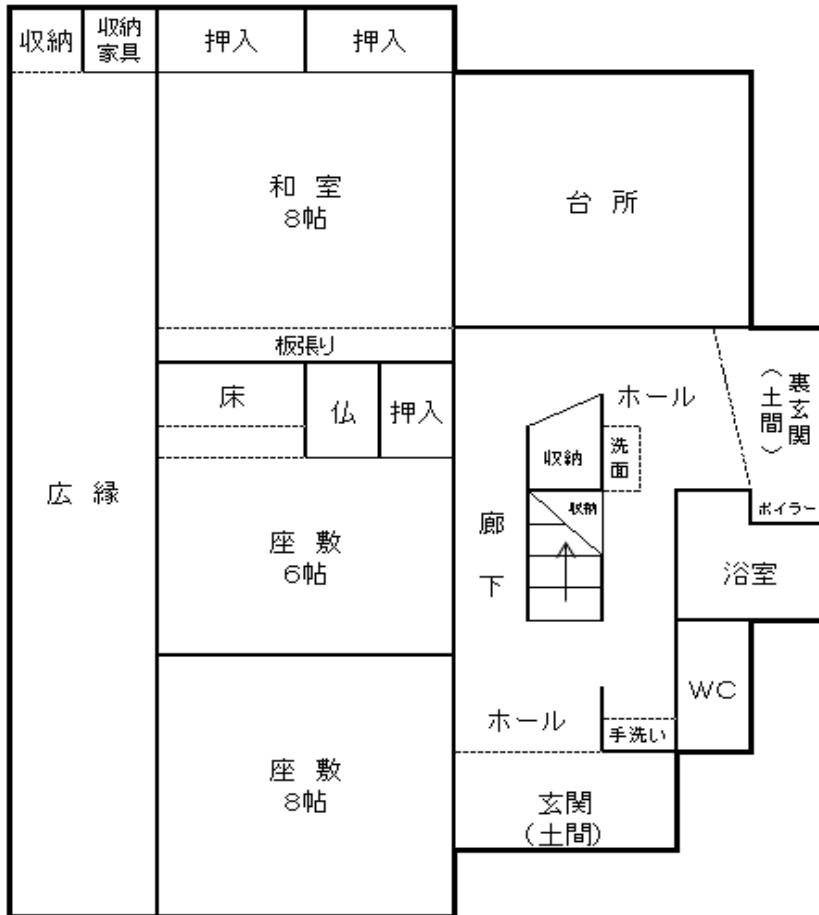 収納
収納
家具
押入
押入
和室
8帖
台所
板張り
床
仏
押入
ホール
裏玄関
(土間)
収納
洗面
広縁
廊下
収納
ボイラー
座敷
6帖
浴室
WC
ホール
手洗い
座敷
8帖
玄関
(土間)